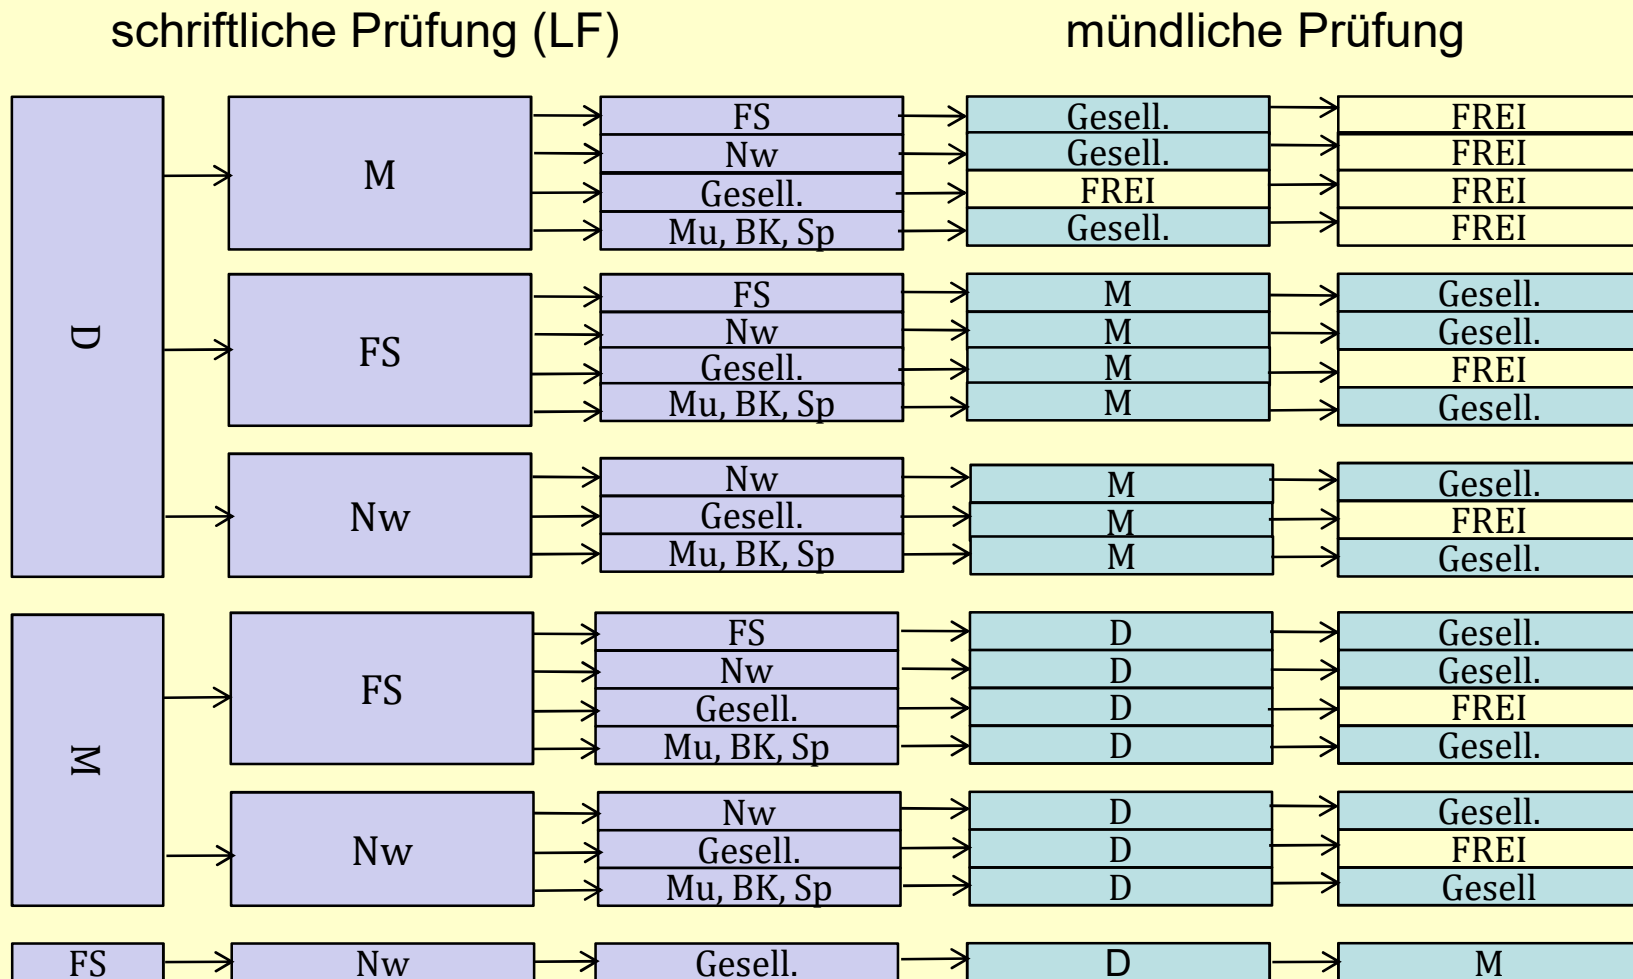 schriftliche Prüfung (LF) mündliche Prüfung
D
M
FS Gesell. FREI
Nw Gesell. FREI
Gesell. FREI FREI
Mu, BK, Sp Gesell. FREI
FS
FS M Gesell.
Nw M Gesell.
Gesell. M FREI
Mu, BK, Sp M Gesell.
Nw
Nw M Gesell.
Gesell. M FREI
Mu, BK, Sp M Gesell.
M
FS
FS D Gesell.
Nw D Gesell.
Gesell. D FREI
Mu, BK, Sp D Gesell.
Nw
Nw D Gesell.
Gesell. D FREI
Mu, BK, Sp D Gesell
FS Nw Gesell. D M